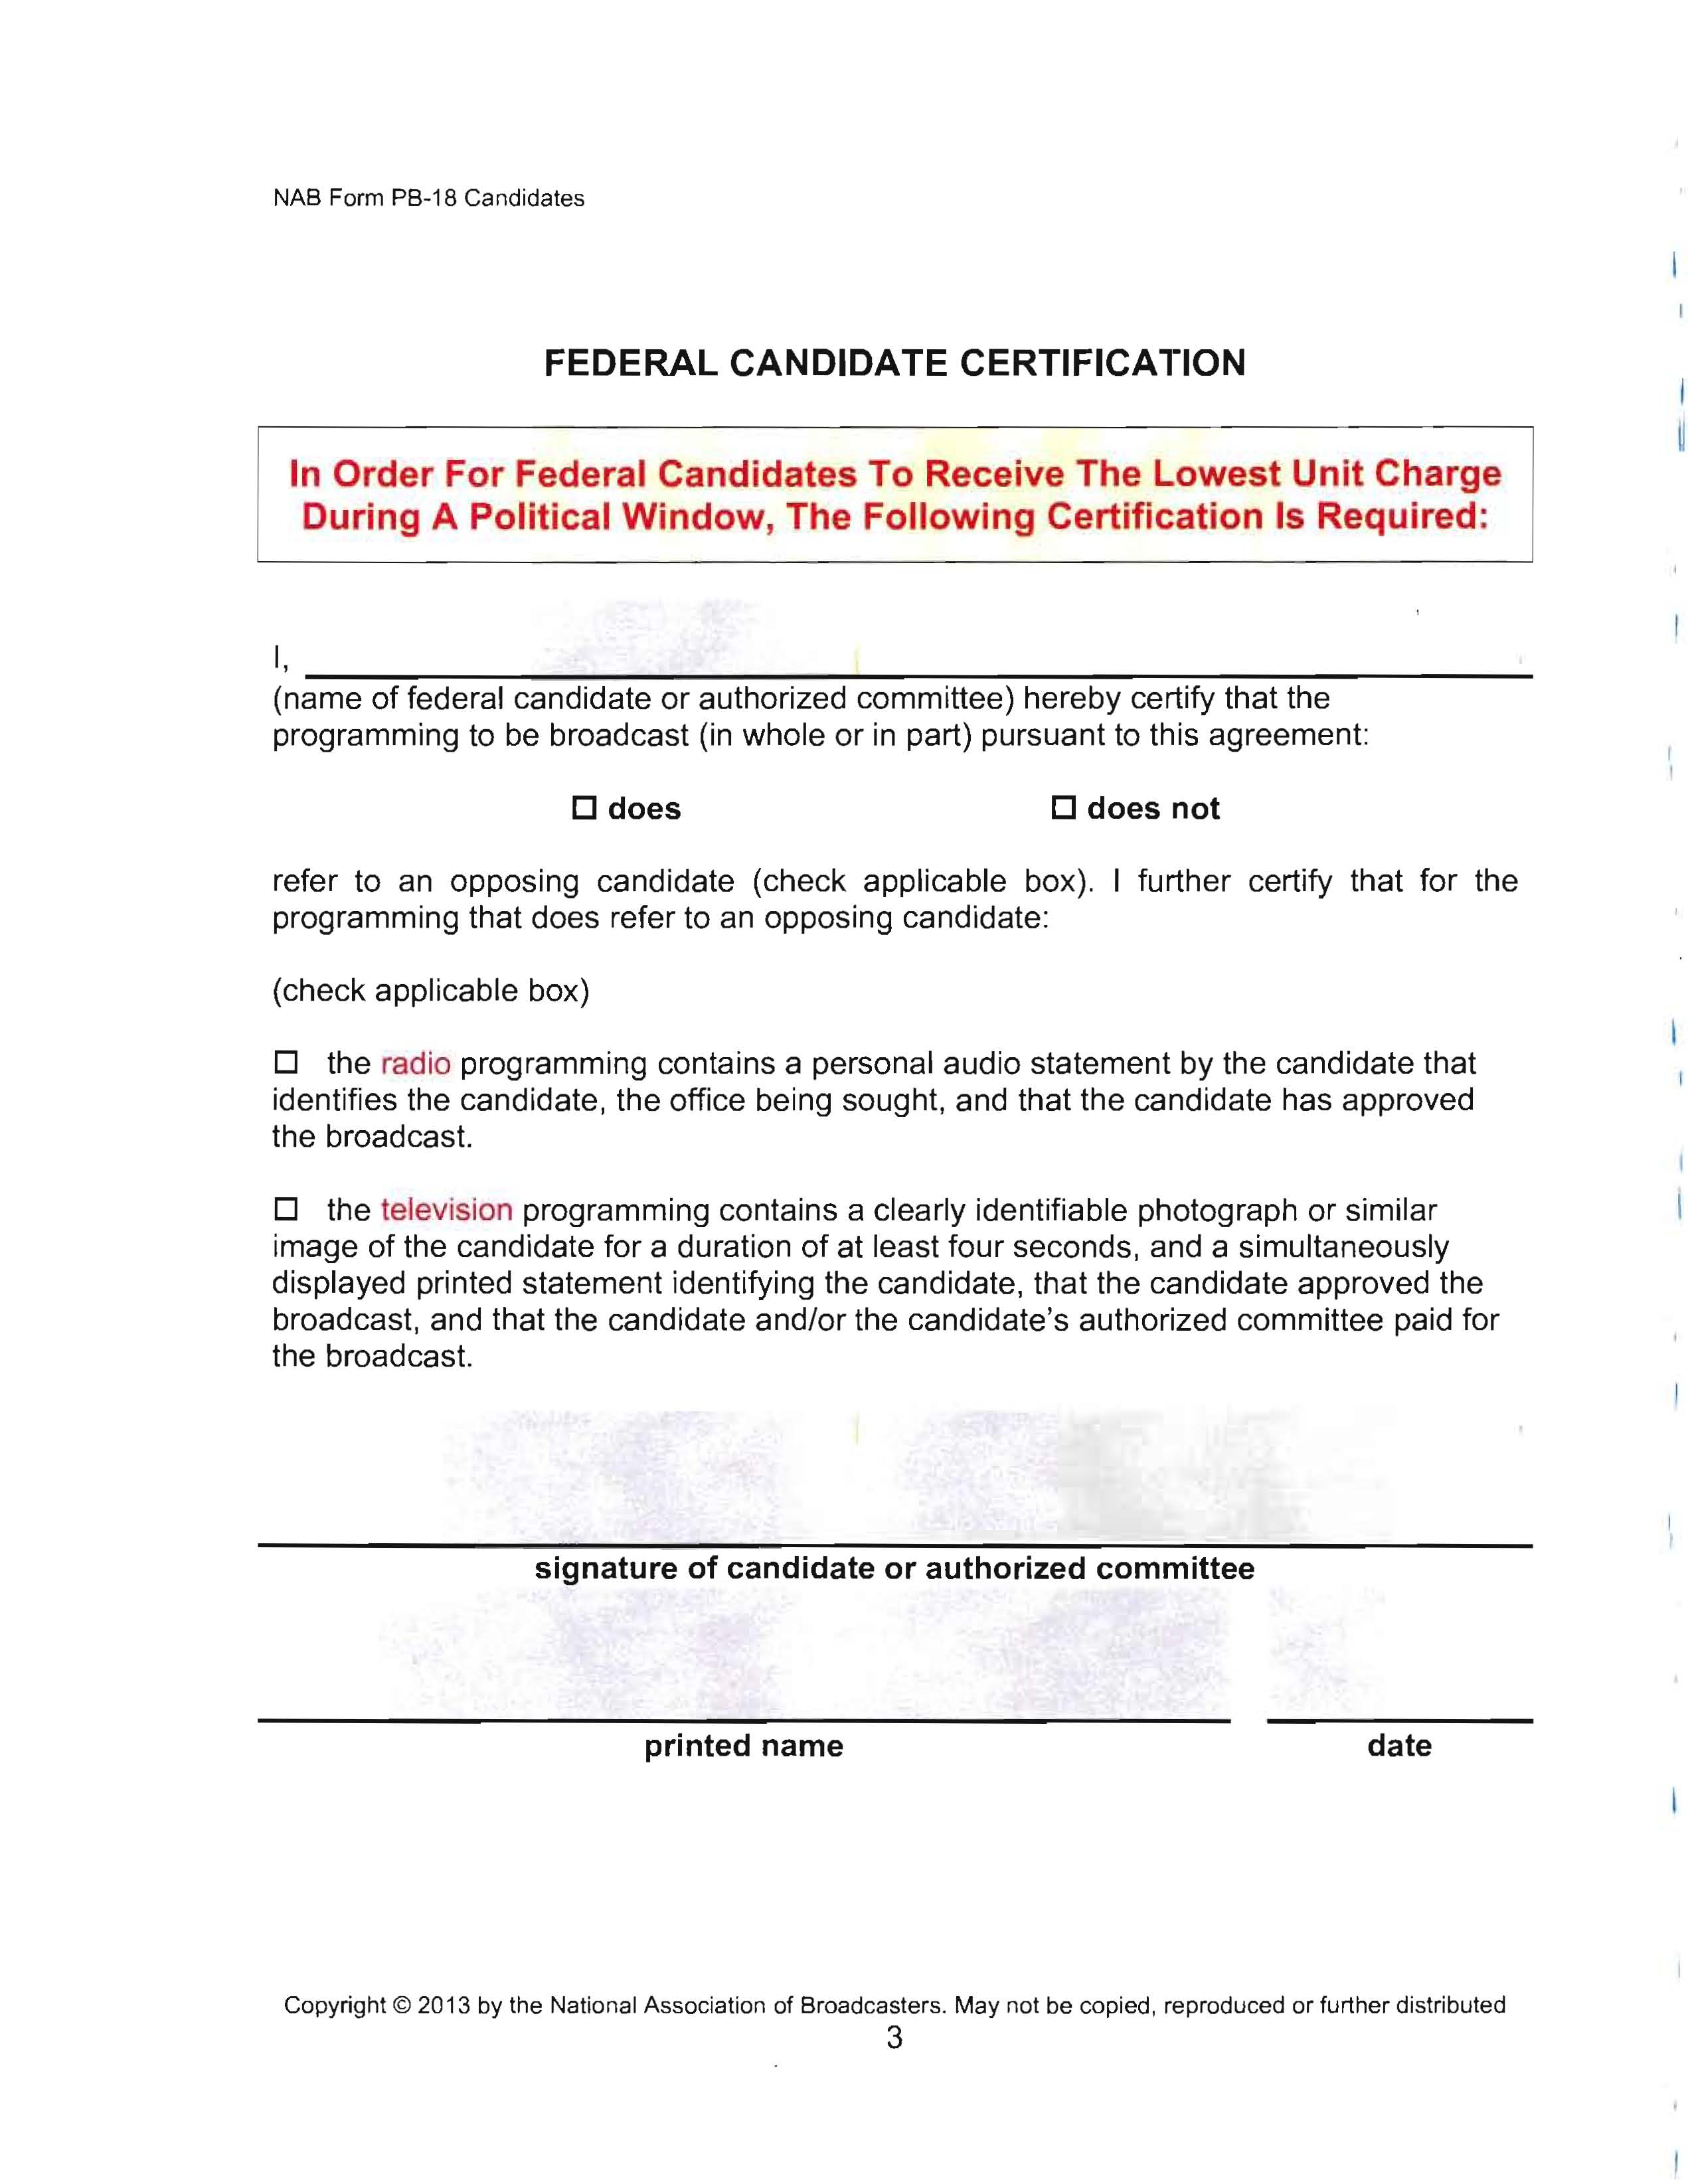 NAB Form PB-18 Candidates
FEDERAL CANDIDATE CERTIFICATION
In Order For Federal Candidates To Receive The Lowest Unit Charge
During A Political Window, The Following Certification Is Required:
I,
(name of federal candidate or authorized committee) hereby certify that the
programming to be broadcast (in whole or in part) pursuant to this agreement:
☐ does ☐ does not
refer to an opposing candidate (check applicable box). I further certify that for the
programming that does refer to an opposing candidate:
(check applicable box)
☐ the radio programming contains a personal audio statement by the candidate that
identifies the candidate, the office being sought, and that the candidate has approved
the broadcast.
☐ the television programming contains a clearly identifiable photograph or similar
image of the candidate for a duration of at least four seconds, and a simultaneously
displayed printed statement identifying the candidate, that the candidate approved the
broadcast, and that the candidate and/or the candidate's authorized committee paid for
the broadcast.
signature of candidate or authorized committee
printed name date
Copyright © 2013 by the National Association of Broadcasters. May not be copied, reproduced or further distributed
3